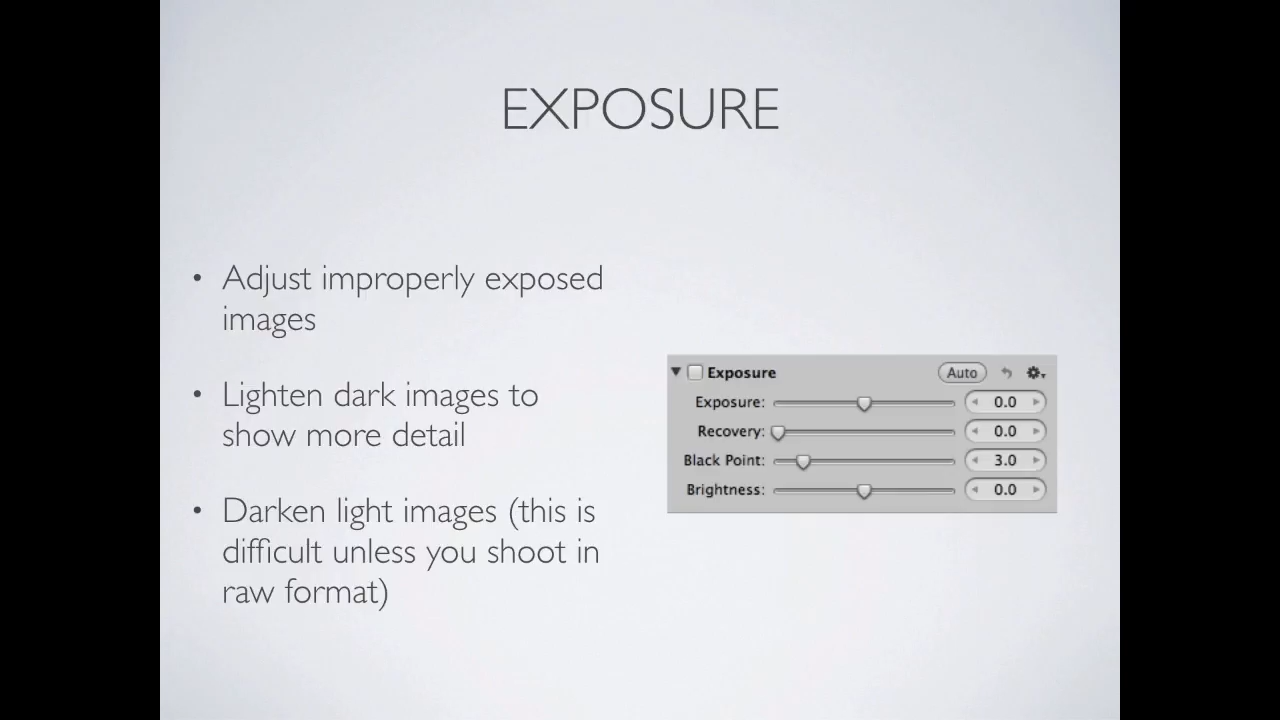 EXPOSURE
• Adjust improperly exposed
images
• Lighten dark images to
show more detail
• Darken light images (this is
difficult unless you shoot in
raw format)
Exposure Auto
Exposure: 0.0
Recovery: 0.0
Black Point: 3.0
Brightness: 0.0